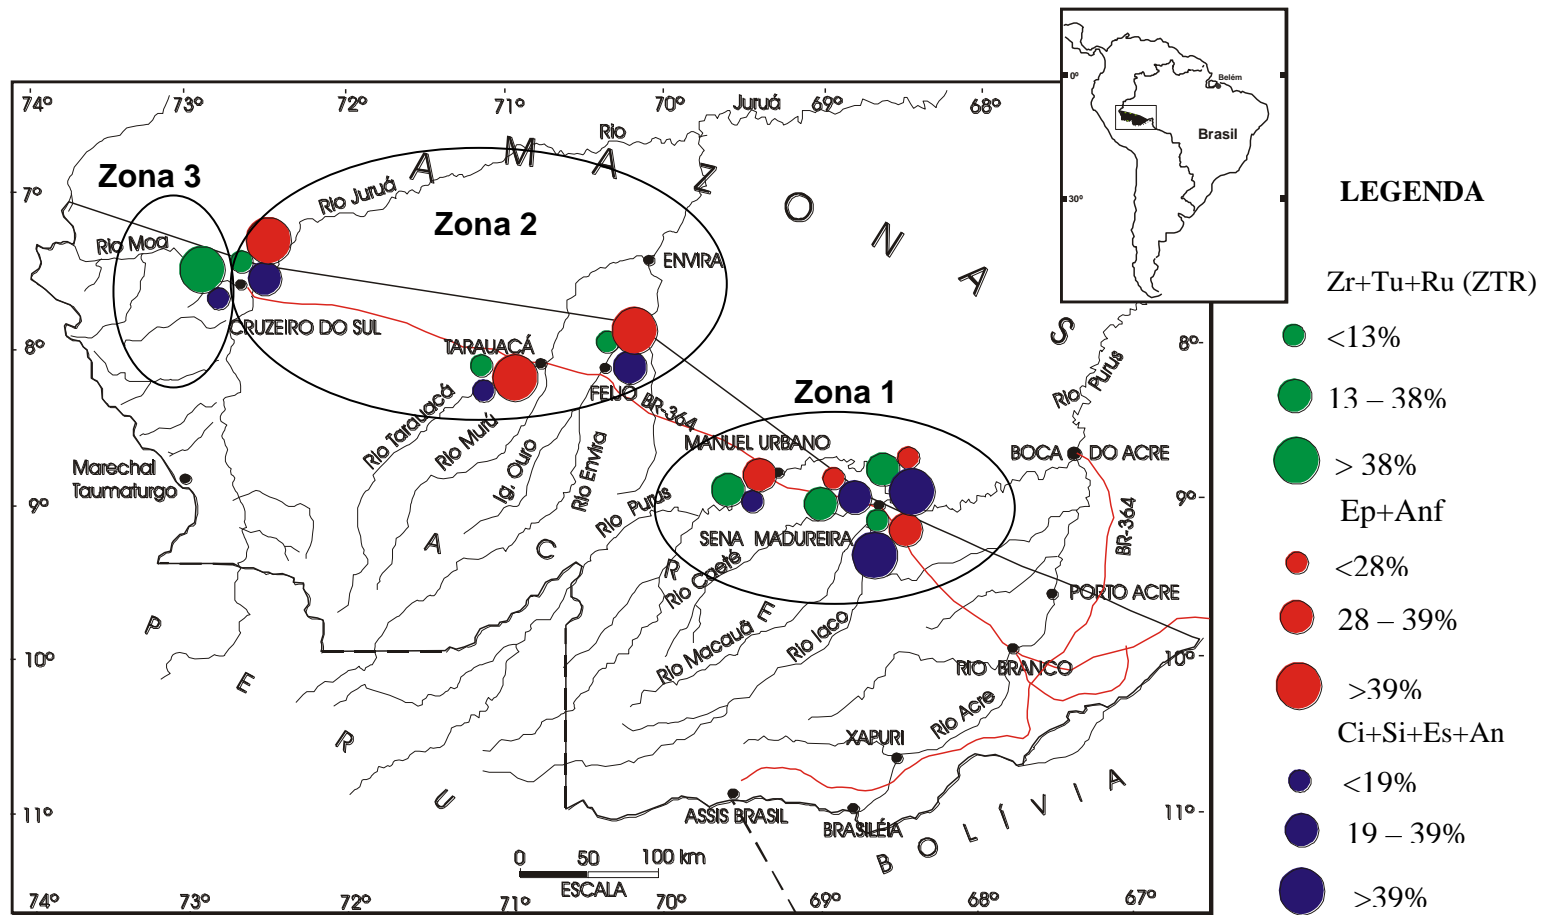 74º 73º 72º 71º 70º 69º 68º
Juruá
Rio
0º
Belém
Brasil
30º
A M A Z O N A S
Zona 3
Rio Juruá
Zona 2
7º
Rio Moa
ENVIRA
CRUZEIRO DO SUL
8º
8º
TARAUACÁ
FEIJO
BR-364
Rio Tarauacá
Rio Murú
Ig. Ouro
Rio Envira
Rio Purus
Zona 1
Rio Purus
MANUEL URBANO
BOCA DO ACRE
Marechal
Taumaturgo
9º
9º
SENA MADUREIRA
BR-364
A C R E
Rio Caeté
Rio Macauã
Rio Iaco
PORTO ACRE
P E R U
10º
10º
RIO BRANCO
Rio Acre
XAPURI
11º
11º
ASSIS BRASIL
BRASILÉIA
B O L Í V I A
0 50 100 km
ESCALA
74º 73º 72º 71º 70º 69º 68º 67º
LEGENDA
Zr+Tu+Ru (ZTR)
<13%
13 – 38%
> 38%
Ep+Anf
<28%
28 – 39%
>39%
Ci+Si+Es+An
<19%
19 – 39%
>39%